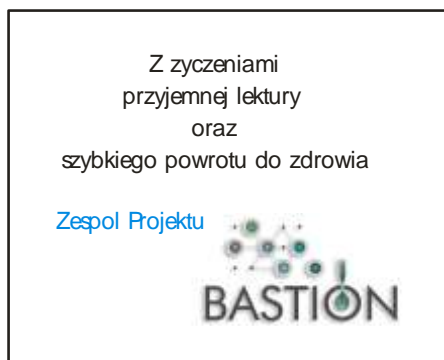 Z zyczeniami
przyjemnej lektury
oraz
szybkiego powrotu do zdrowia
Zespol Projektu
BASTION